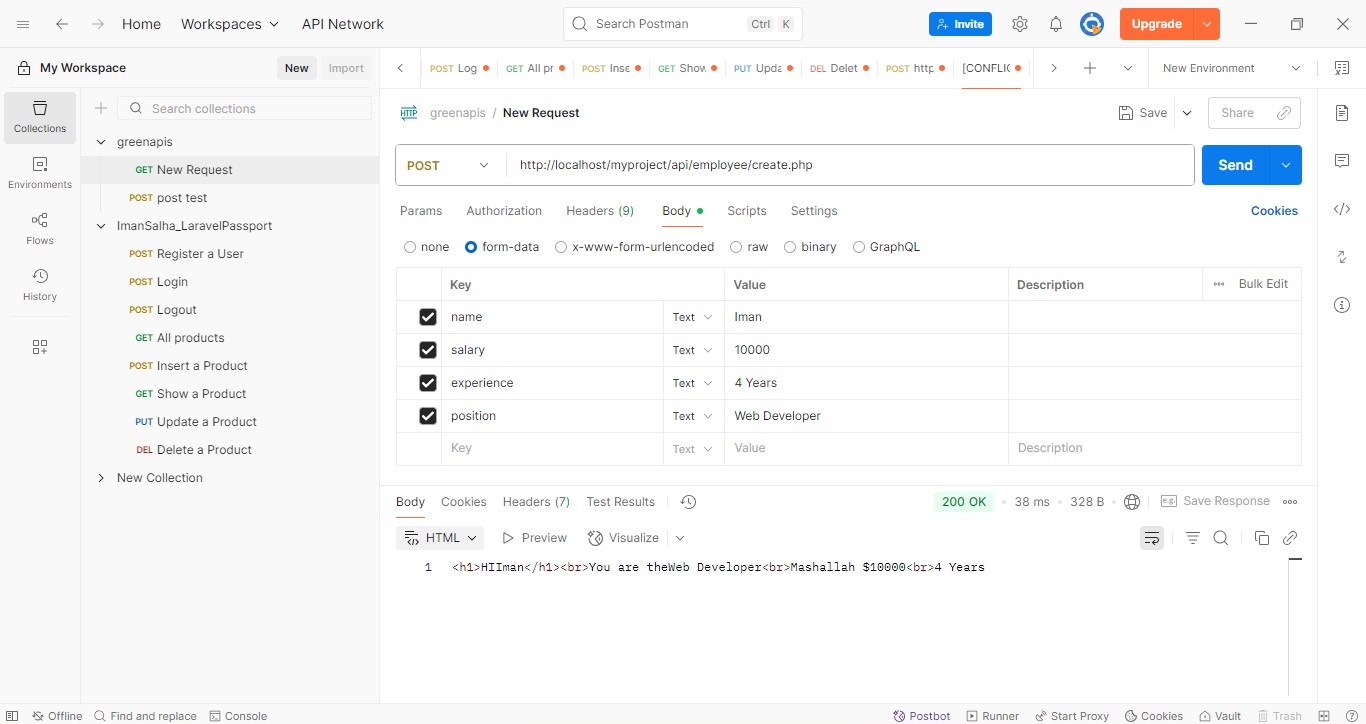 Home Workspaces API Network Search Postman Ctrl K Invite Upgrade
My Workspace New Import POST Log GET All pr POST Inse GET Show PUT Upda DEL Delet POST http [CONFLIC New Environment
Collections
Environments
Flows
History
Search collections
greenapis
GET New Request
POST post test
ImanSalha_LaravelPassport
POST Register a User
POST Login
POST Logout
GET All products
POST Insert a Product
GET Show a Product
PUT Update a Product
DEL Delete a Product
New Collection
HTTP greenapis / New Request Save Share
POST http://localhost/myproject/api/employee/create.php Send
Params Authorization Headers (9) Body Scripts Settings Cookies
none form-data x-www-form-urlencoded raw binary GraphQL
Key Value Description Bulk Edit
name Text Iman
salary Text 10000
experience Text 4 Years
position Text Web Developer
Key Text Value Description
Body Cookies Headers (7) Test Results 200 OK 38 ms 328 B e.g. Save Response
HTML Preview Visualize
1 <h1>HIIman</h1><br>You are theWeb Developer<br>Mashallah $10000<br>4 Years
Offline Find and replace Console Postbot Runner Start Proxy Cookies Vault Trash